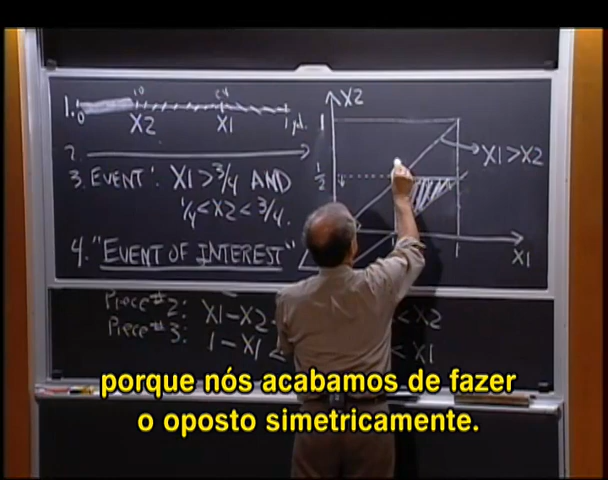 1.
0
X2
X1
1 yd.
2.
3. EVENT: X1 > 3/4 AND
1/4 < X2 < 3/4.
4. "EVENT OF INTEREST"
X2
1
1/2
X1 > X2
1
X1
Piece #2: X1 - X2
< X2
Piece #3: 1 - X1 <
< X1
porque nós acabamos de fazer
o oposto simetricamente.